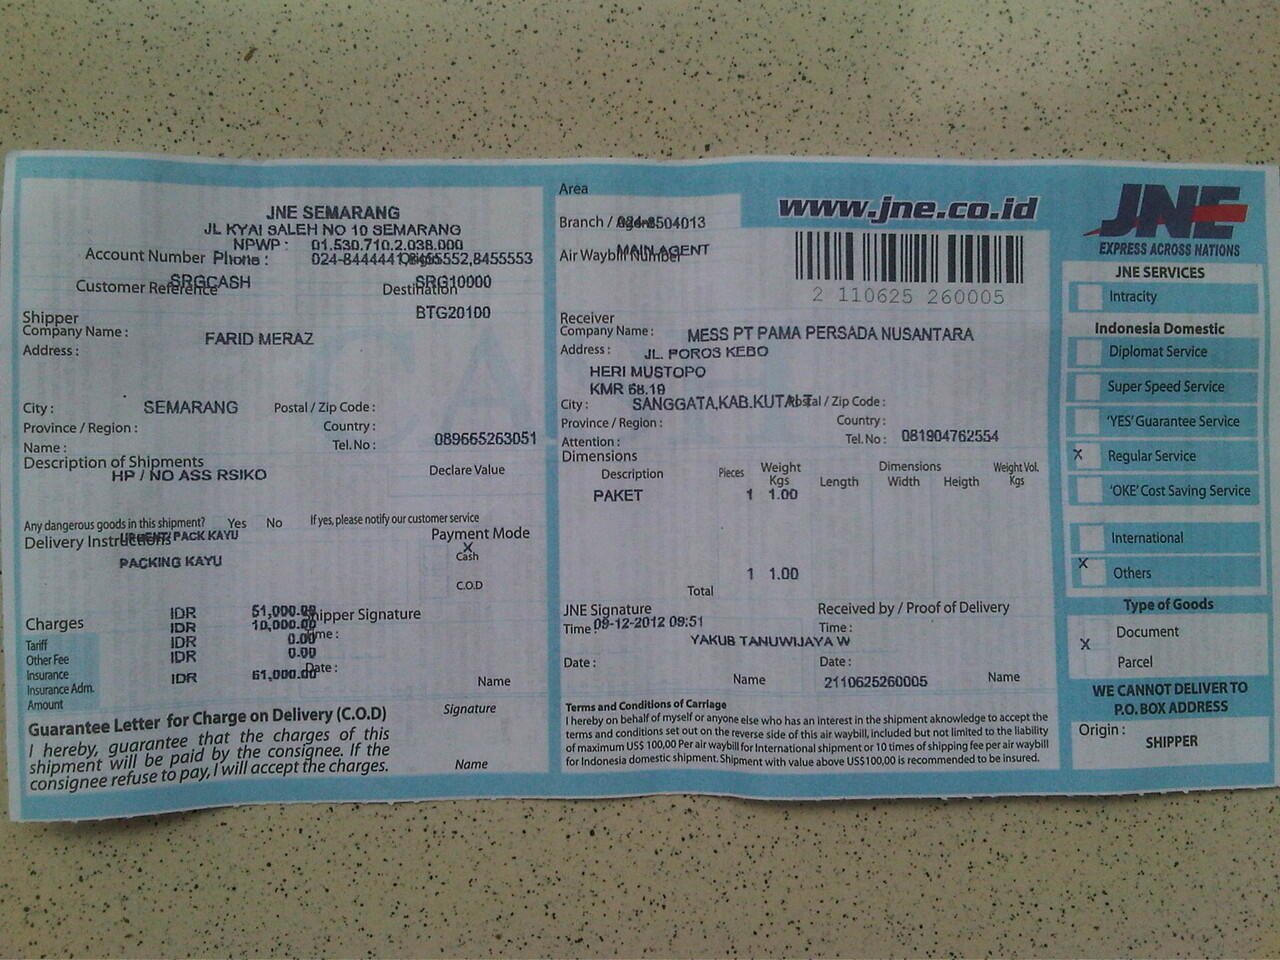 JNE SEMARANG
JL KYAI SALEH NO 10 SEMARANG
NPWP : 01.530.710.2.038.000
Account Number Phone : 024-8444441,8455552,8455553
Customer Reference SRGCASH Destination SRG10000
BTG20100
Shipper
Company Name : FARID MERAZ
Address :
City : SEMARANG Postal / Zip Code :
Province / Region : Country :
Name : Tel. No : 089665263051
Description of Shipments
HP / NO ASS RSIKO
Declare Value
Any dangerous goods in this shipment? Yes No If yes, please notify our customer service
Delivery Instructions URGENT/ PACK KAYU
PACKING KAYU
Payment Mode
X
Cash
C.O.D
Charges
IDR 51,000.00
IDR 10,000.00
IDR 0.00
IDR 0.00
IDR 61,000.00
Tariff
Other Fee
Insurance
Insurance Adm.
Amount
Shipper Signature
Time :
Date :
Name
Guarantee Letter for Charge on Delivery (C.O.D)
I hereby, guarantee that the charges of this
shipment will be paid by the consignee. If the
consignee refuse to pay, I will accept the charges.
Signature
Name
Area
Branch / Agent 024-8504013
MAIN AGENT
Air Waybill Number
www.jne.co.id
2 110625 260005
Receiver
Company Name : MESS PT PAMA PERSADA NUSANTARA
Address : JL. POROS KEBO
HERI MUSTOPO
KMR 68.19
City : SANGGATA,KAB.KUTAI T Postal / Zip Code :
Province / Region : Country :
Attention : Tel. No : 081904762554
Dimensions
Description Pieces Weight Kgs Dimensions Length Width Heigth Weight Vol. Kgs
PAKET 1 1.00
1 1.00
Total
JNE Signature
Time : 09-12-2012 09:51
YAKUB TANUWIJAYA W
Date :
Name
Received by / Proof of Delivery
Time :
Date :
2110625260005
Name
Terms and Conditions of Carriage
I hereby on behalf of myself or anyone else who has an interest in the shipment aknowledge to accept the
terms and conditions set out on the reverse side of this air waybill, included but not limited to the liability
of maximum US$ 100,00 Per air waybill for International shipment or 10 times of shipping fee per air waybill
for Indonesia domestic shipment. Shipment with value above US$100,00 is recommended to be insured.
JNE
EXPRESS ACROSS NATIONS
JNE SERVICES
Intracity
Indonesia Domestic
Diplomat Service
Super Speed Service
'YES' Guarantee Service
X Regular Service
'OKE' Cost Saving Service
International
X Others
Type of Goods
Document
X
Parcel
WE CANNOT DELIVER TO
P.O. BOX ADDRESS
Origin :
SHIPPER